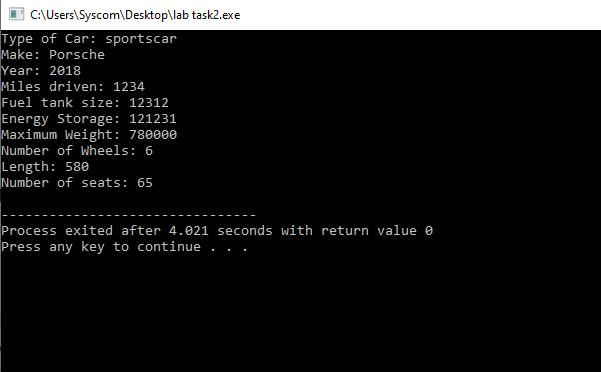 C:\Users\Syscom\Desktop\lab task2.exe
Type of Car: sportscar
Make: Porsche
Year: 2018
Miles driven: 1234
Fuel tank size: 12312
Energy Storage: 121231
Maximum Weight: 780000
Number of Wheels: 6
Length: 580
Number of seats: 65
--------------------------------
Process exited after 4.021 seconds with return value 0
Press any key to continue . . .